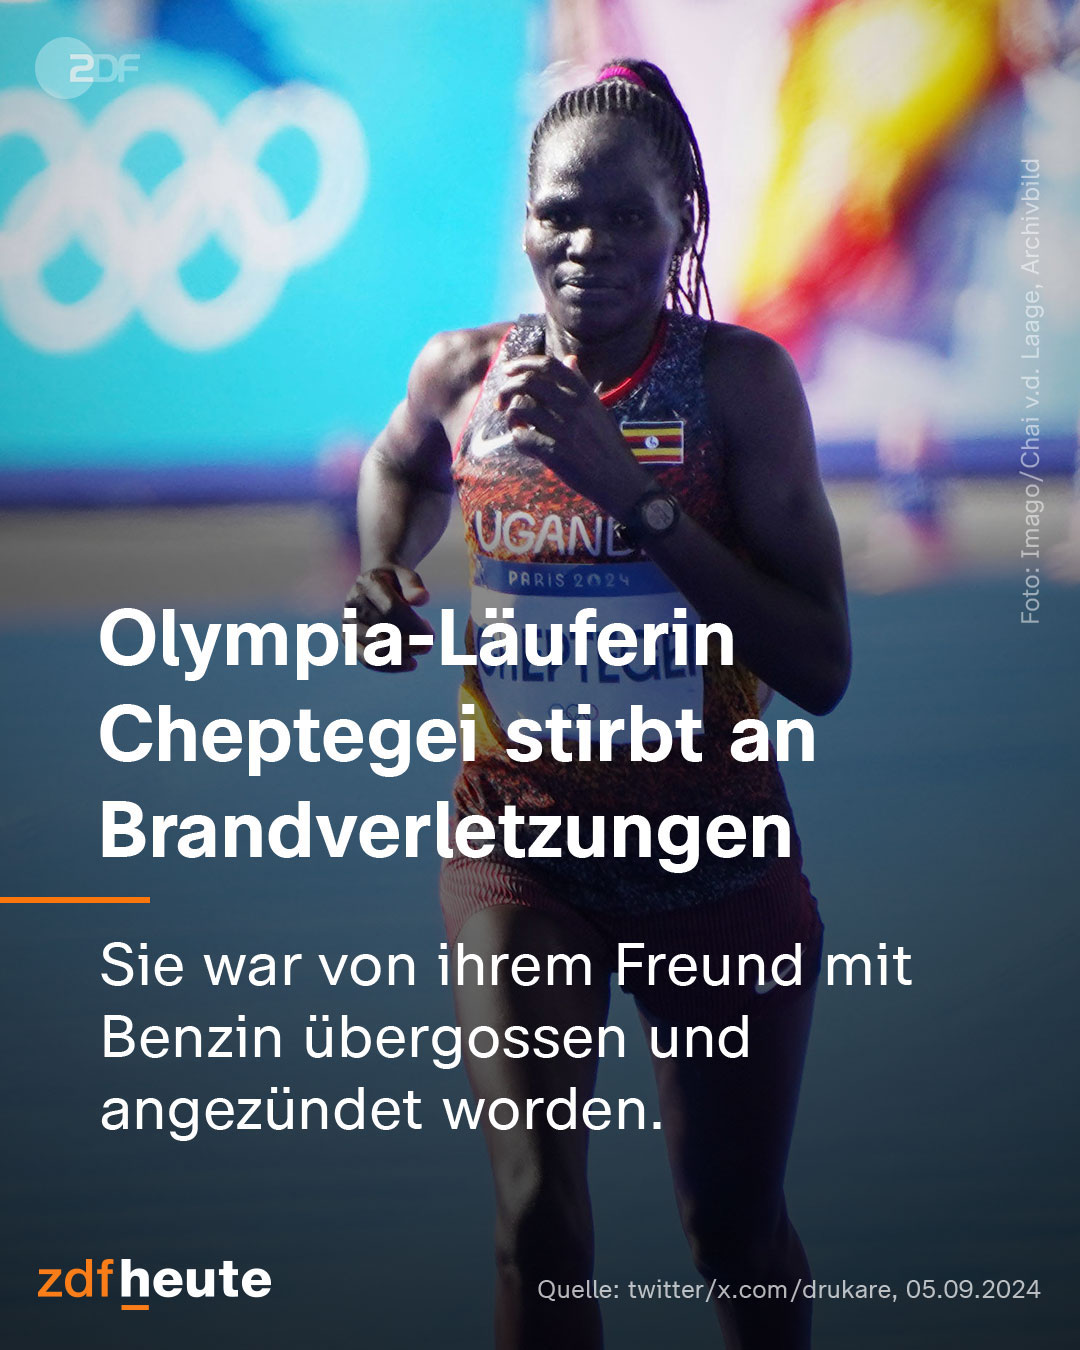 ZDF
Foto: Imago/Chai v.d. Laage, Archivbild
UGAND
PARIS 2024
CHEPTEGEI
Olympia-Läuferin
Cheptegei stirbt an
Brandverletzungen
Sie war von ihrem Freund mit
Benzin übergossen und
angezündet worden.
zdfheute
Quelle: twitter/x.com/drukare, 05.09.2024